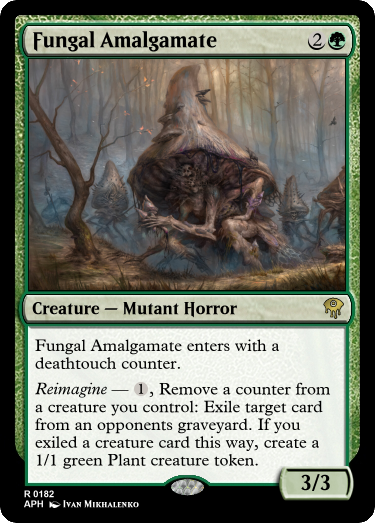 Fungal Amalgamate 2
Creature — Mutant Horror
Fungal Amalgamate enters with a
deathtouch counter.
Reimagine — 1, Remove a counter from
a creature you control: Exile target card
from an opponents graveyard. If you
exiled a creature card this way, create a
1/1 green Plant creature token.
3/3
R 0182
APH Ivan Mikhalenko